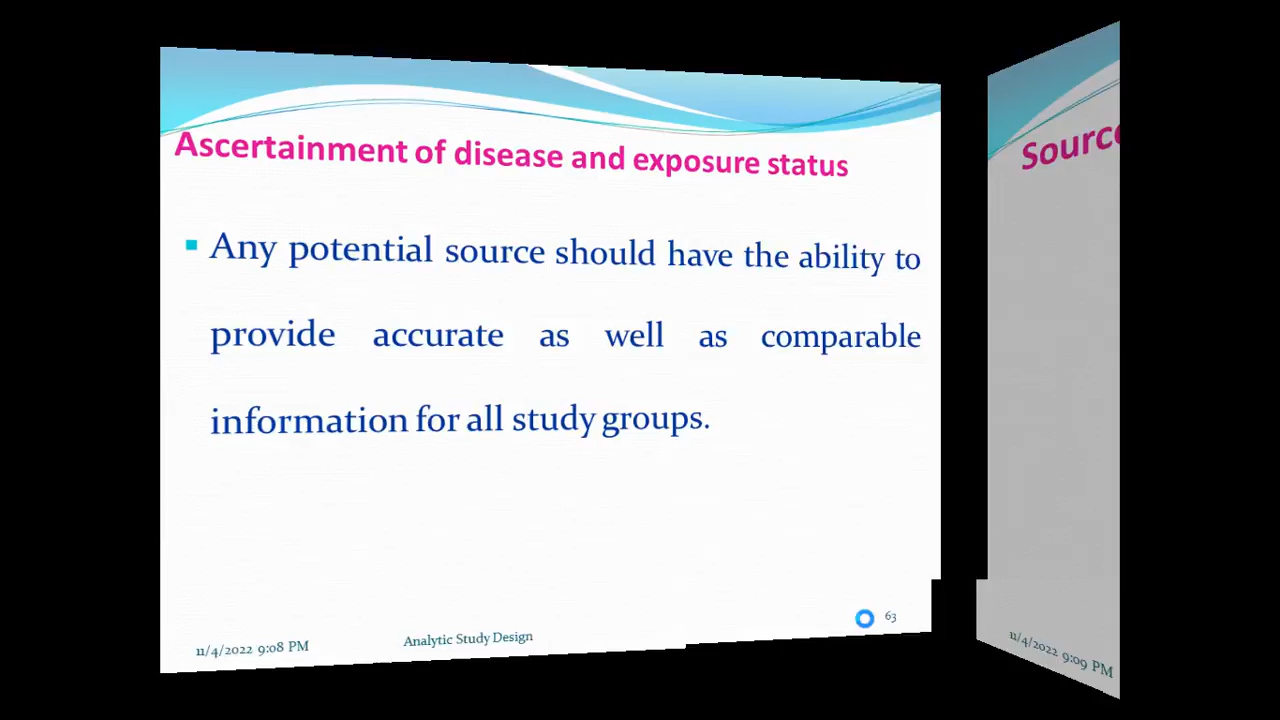 Ascertainment of disease and exposure status
Any potential source should have the ability to
provide accurate as well as comparable
information for all study groups.
11/4/2022 9:08 PM
Analytic Study Design
63
Source
11/4/2022 9:09 PM